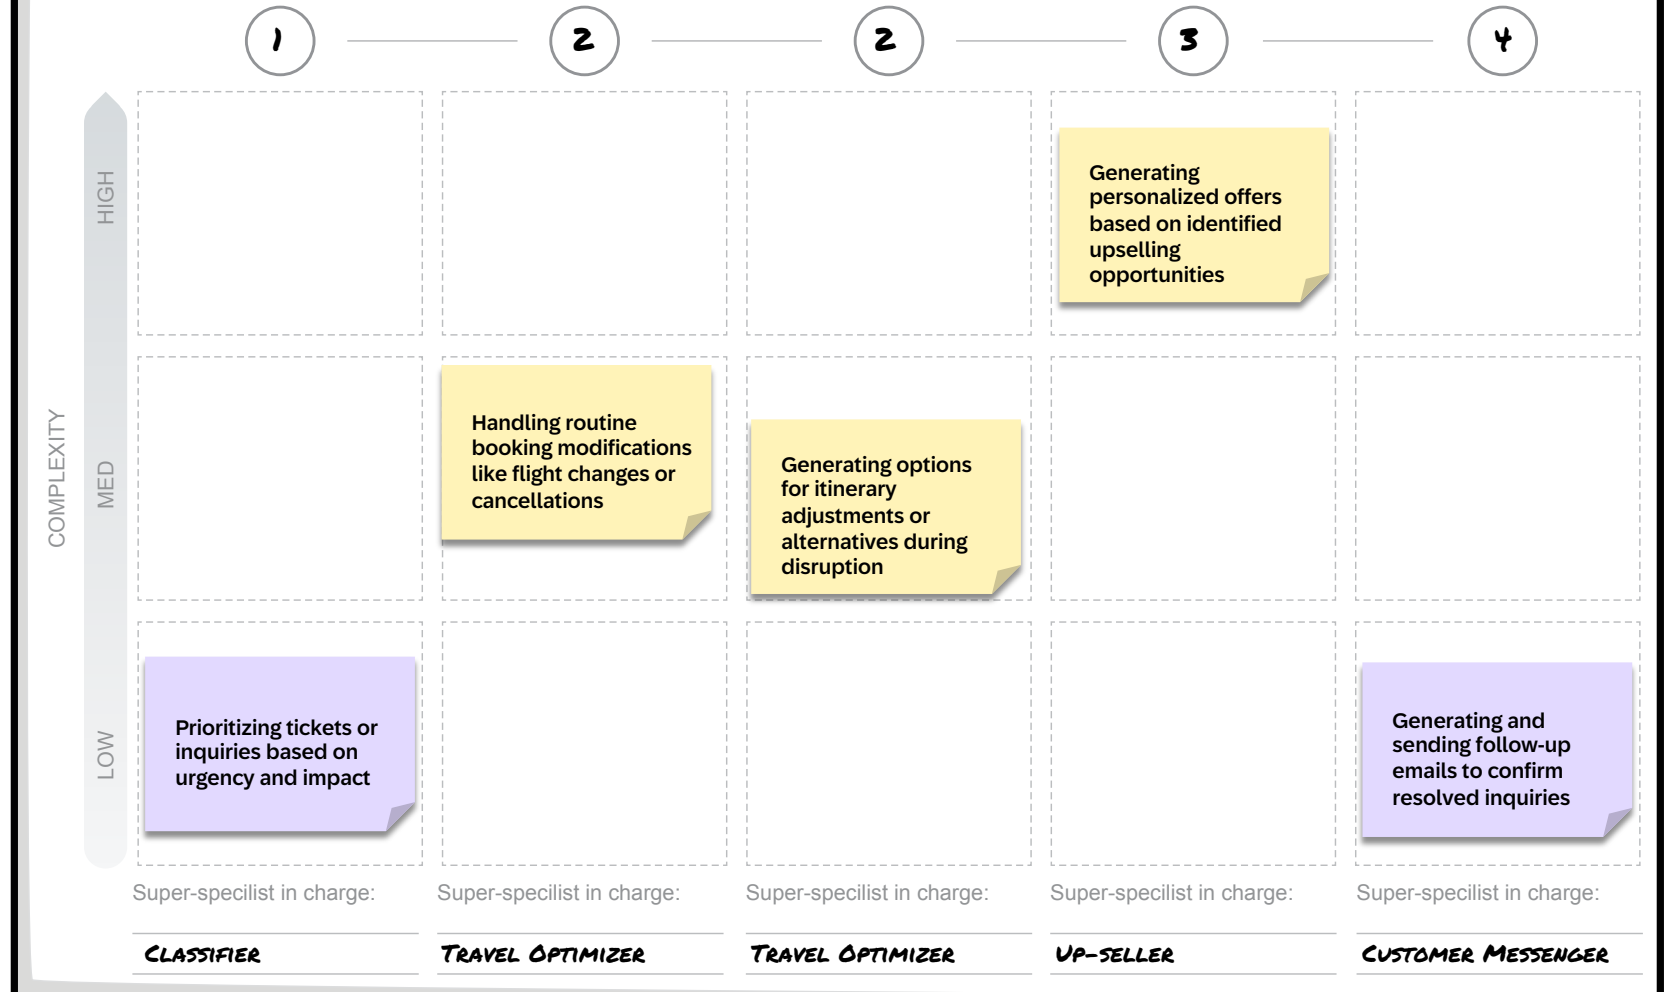 1
2
2
3
4
HIGH
Generating
personalized offers
based on identified
upselling
opportunities
COMPLEXITY
MED
Handling routine
booking modifications
like flight changes or
cancellations
Generating options
for itinerary
adjustments or
alternatives during
disruption
LOW
Prioritizing tickets or
inquiries based on
urgency and impact
Generating and
sending follow-up
emails to confirm
resolved inquiries
Super-specilist in charge:
Super-specilist in charge:
Super-specilist in charge:
Super-specilist in charge:
Super-specilist in charge:
CLASSIFIER
TRAVEL OPTIMIZER
TRAVEL OPTIMIZER
UP-SELLER
CUSTOMER MESSENGER